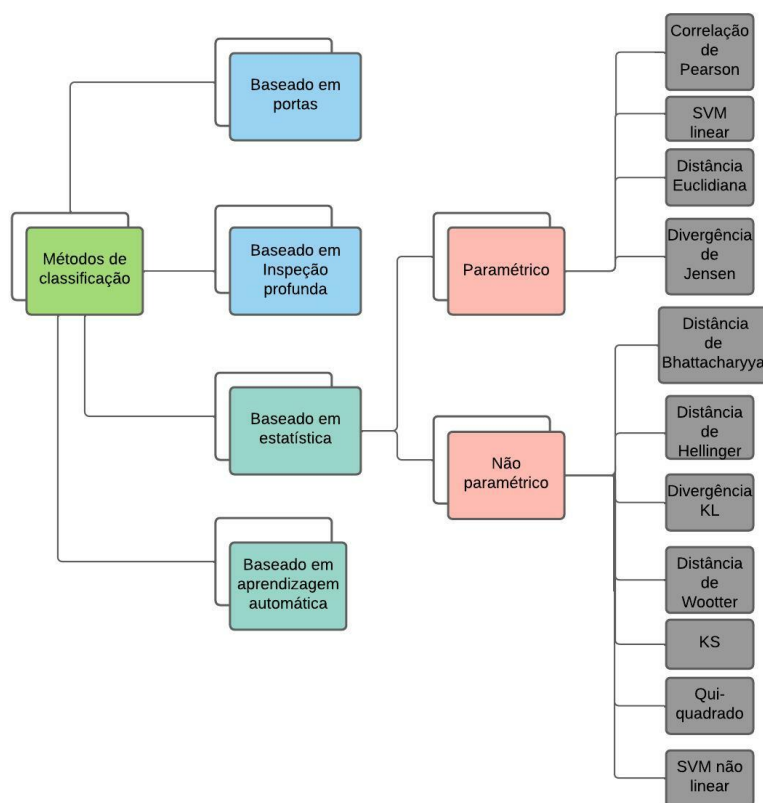 Métodos de
classificação
Baseado em
portas
Baseado em
Inspeção
profunda
Baseado em
estatística
Baseado em
aprendizagem
automática
Paramétrico
Não
paramétrico
Correlação
de
Pearson
SVM
linear
Distância
Euclidiana
Divergência
de
Jensen
Distância
de
Bhattacharyya
Distância
de
Hellinger
Divergência
KL
Distância
de
Wootter
KS
Qui-
quadrado
SVM não
linear